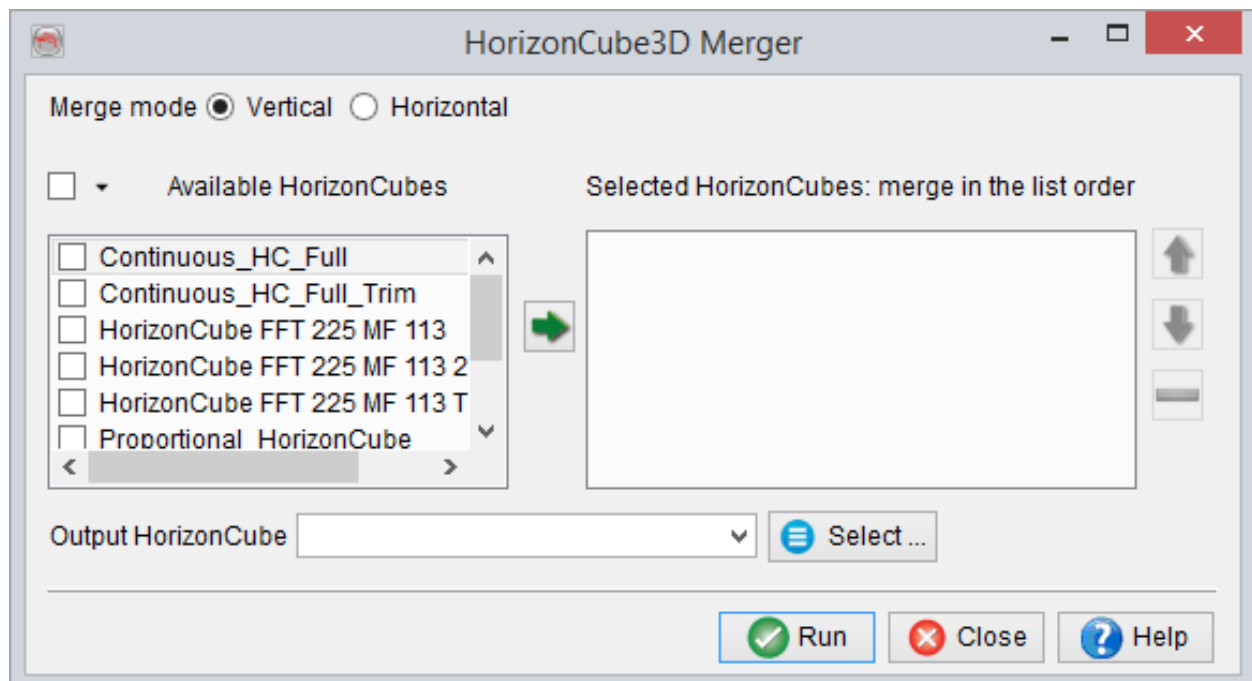 HorizonCube3D Merger
Merge mode Vertical Horizontal
Available HorizonCubes
Selected HorizonCubes: merge in the list order
Continuous_HC_Full
Continuous_HC_Full_Trim
HorizonCube FFT 225 MF 113
HorizonCube FFT 225 MF 113 2
HorizonCube FFT 225 MF 113 T
Proportional_HorizonCube
Output HorizonCube Select ...
Run Close Help